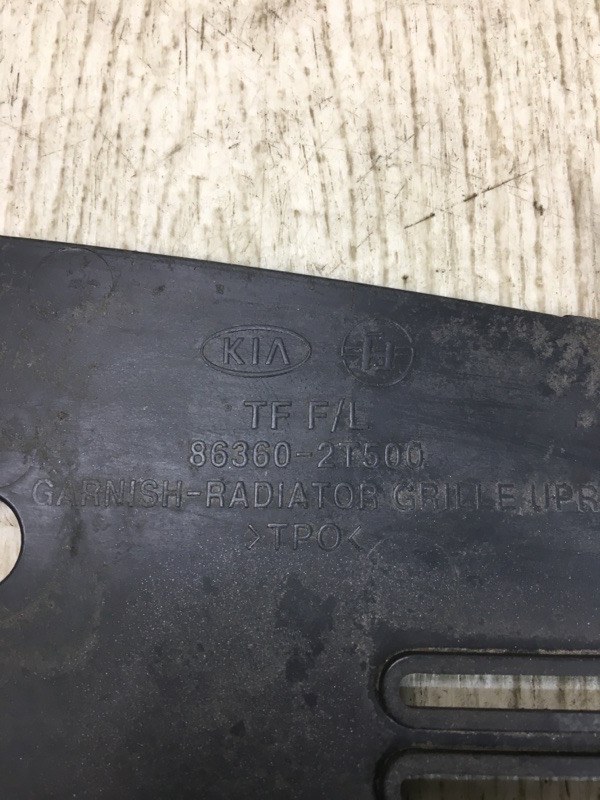 KIA
TF F/L
86360-2T500
GARNISH-RADIATOR GRILLE UPR
>TPO<